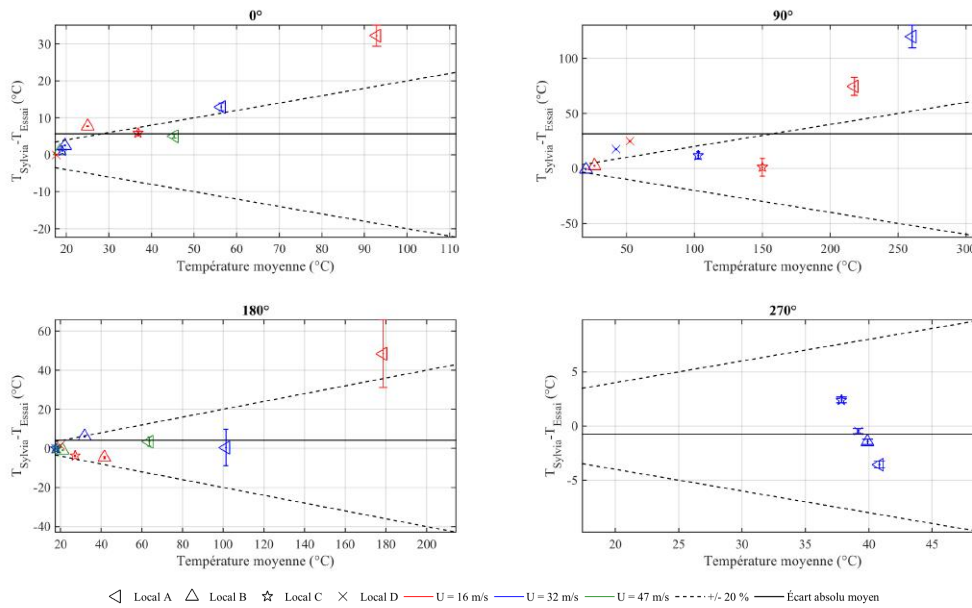 0°
90°
30
20
10
0
-10
-20
T_Sylvia-T_Essai (°C)
20 30 40 50 60 70 80 90 100 110
Température moyenne (°C)
100
50
0
-50
T_Sylvia-T_Essai (°C)
50 100 150 200 250 300
Température moyenne (°C)
180°
270°
60
40
20
0
-20
-40
T_Sylvia-T_Essai (°C)
20 40 60 80 100 120 140 160 180 200
Température moyenne (°C)
5
0
-5
T_Sylvia-T_Essai (°C)
20 25 30 35 40 45
Température moyenne (°C)
Local A Local B Local C Local D U = 16 m/s U = 32 m/s U = 47 m/s +/- 20 % Écart absolu moyen